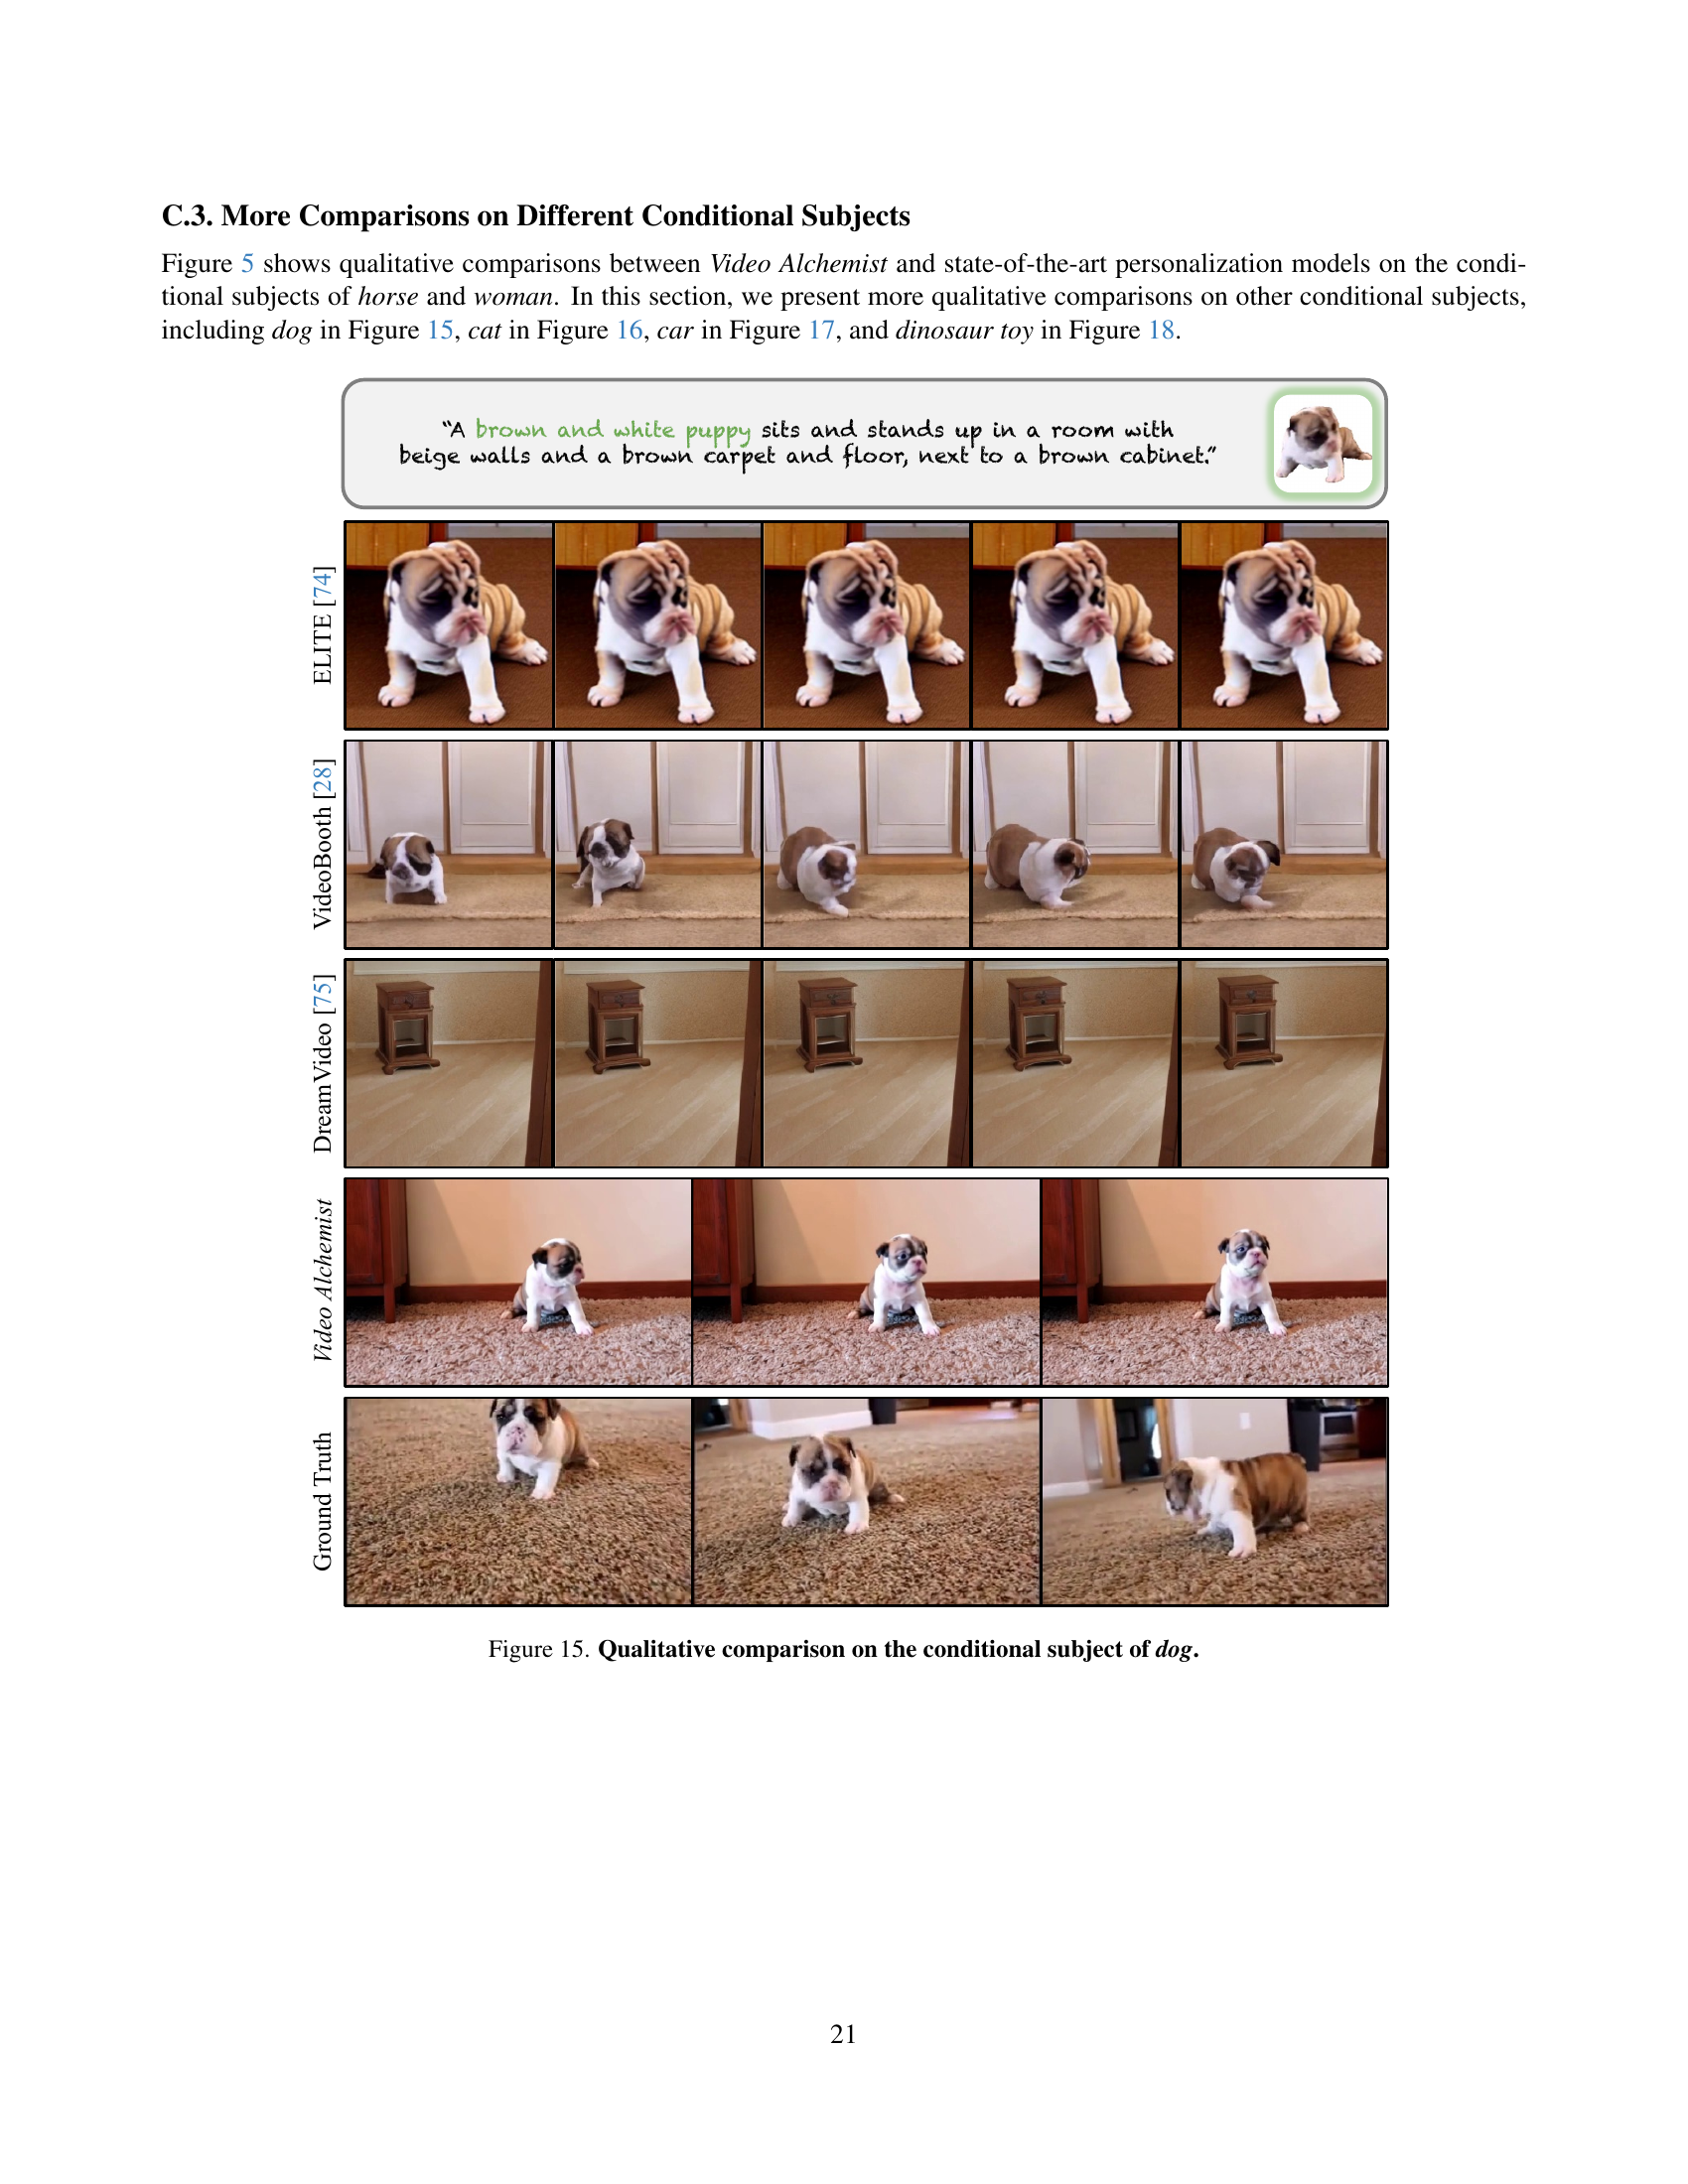 C.3. More Comparisons on Different Conditional Subjects
Figure 5 shows qualitative comparisons between Video Alchemist and state-of-the-art personalization models on the condi-
tional subjects of horse and woman. In this section, we present more qualitative comparisons on other conditional subjects,
including dog in Figure 15, cat in Figure 16, car in Figure 17, and dinosaur toy in Figure 18.
“A brown and white puppy sits and stands up in a room with
beige walls and a brown carpet and floor, next to a brown cabinet.”
ELITE [74]
VideoBooth [28]
DreamVideo [75]
Video Alchemist
Ground Truth
Figure 15. Qualitative comparison on the conditional subject of dog.
21